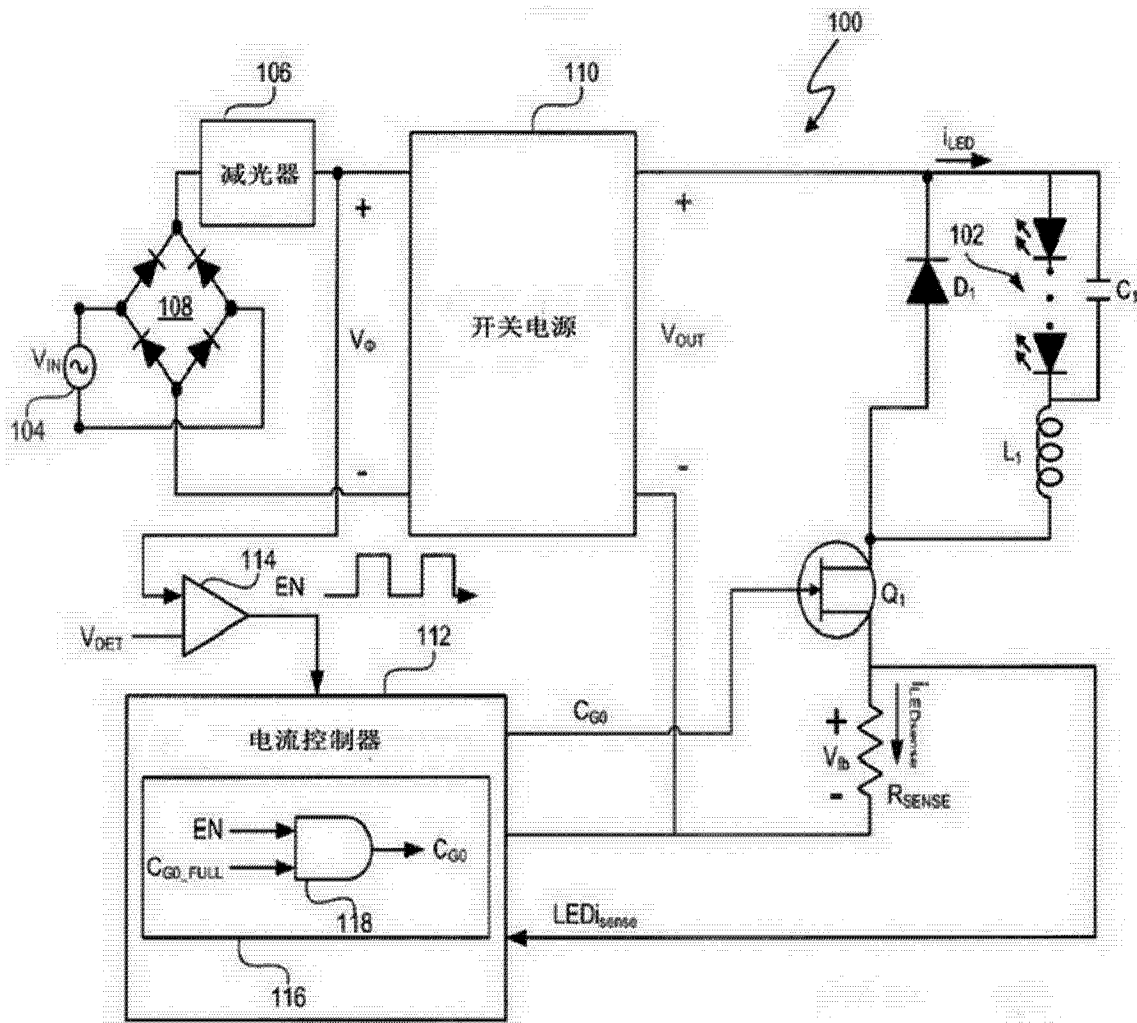 100
106
110
减光器
iLED
+
+
102
D1
C1
108
开关电源
VΦ
VOUT
VIN
104
L1
-
-
114
EN
Q1
VDET
112
CG0
iLEDsense
电流控制器
+
Vfb
-
RSENSE
EN
CG0
CG0_FULL
118
LEDisense
116